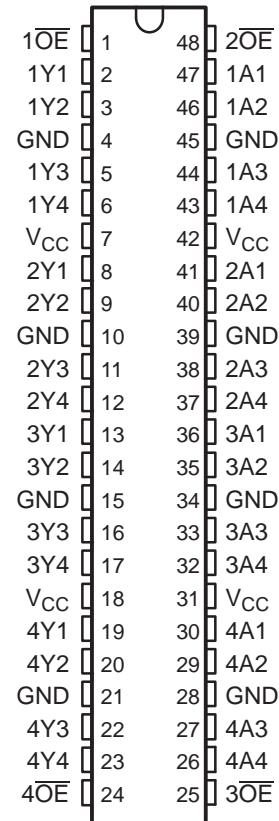 1O̅E̅ 1 48 2O̅E̅
1Y1 2 47 1A1
1Y2 3 46 1A2
GND 4 45 GND
1Y3 5 44 1A3
1Y4 6 43 1A4
VCC 7 42 VCC
2Y1 8 41 2A1
2Y2 9 40 2A2
GND 10 39 GND
2Y3 11 38 2A3
2Y4 12 37 2A4
3Y1 13 36 3A1
3Y2 14 35 3A2
GND 15 34 GND
3Y3 16 33 3A3
3Y4 17 32 3A4
VCC 18 31 VCC
4Y1 19 30 4A1
4Y2 20 29 4A2
GND 21 28 GND
4Y3 22 27 4A3
4Y4 23 26 4A4
4O̅E̅ 24 25 3O̅E̅